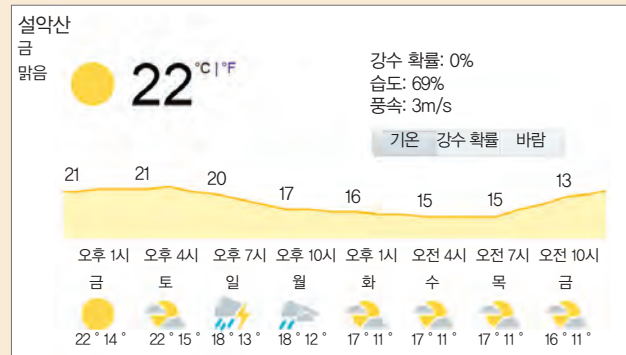 설악산
금
맑음
22 °C | °F
강수 확률: 0%
습도: 69%
풍속: 3m/s
기온 강수 확률 바람
21 21 20 17 16 15 15 13
오후 1시 오후 4시 오후 7시 오후 10시 오후 1시 오전 4시 오전 7시 오전 10시
금 토 일 월 화 수 목 금
22° 14° 22° 15° 18° 13° 18° 12° 17° 11° 17° 11° 17° 11° 16° 11°